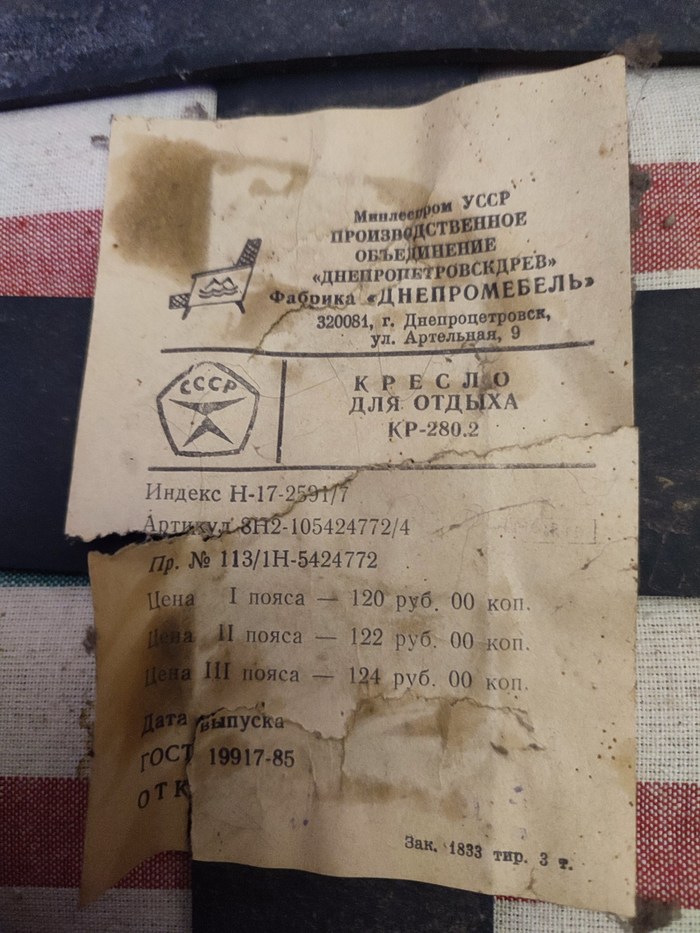 Минлеспром УССР
ПРОИЗВОДСТВЕННОЕ
ОБЪЕДИНЕНИЕ
«ДНЕПРОПЕТРОВСКДРЕВ»
Фабрика «ДНЕПРОМЕБЕЛЬ»
320081, г. Днепроцетровск,
ул. Артельная, 9
СССР
КРЕСЛО
ДЛЯ ОТДЫХА
КР-280.2
Индекс Н-17-2591/7
Артикул 8Н2-105424772/4
Пр. № 113/1Н-5424772
Цена I пояса — 120 руб. 00 коп.
Цена II пояса — 122 руб. 00 коп.
Цена III пояса — 124 руб. 00 коп.
Дата выпуска
ГОСТ 19917-85
ОТК
Зак. 1833 тир. 3 т.